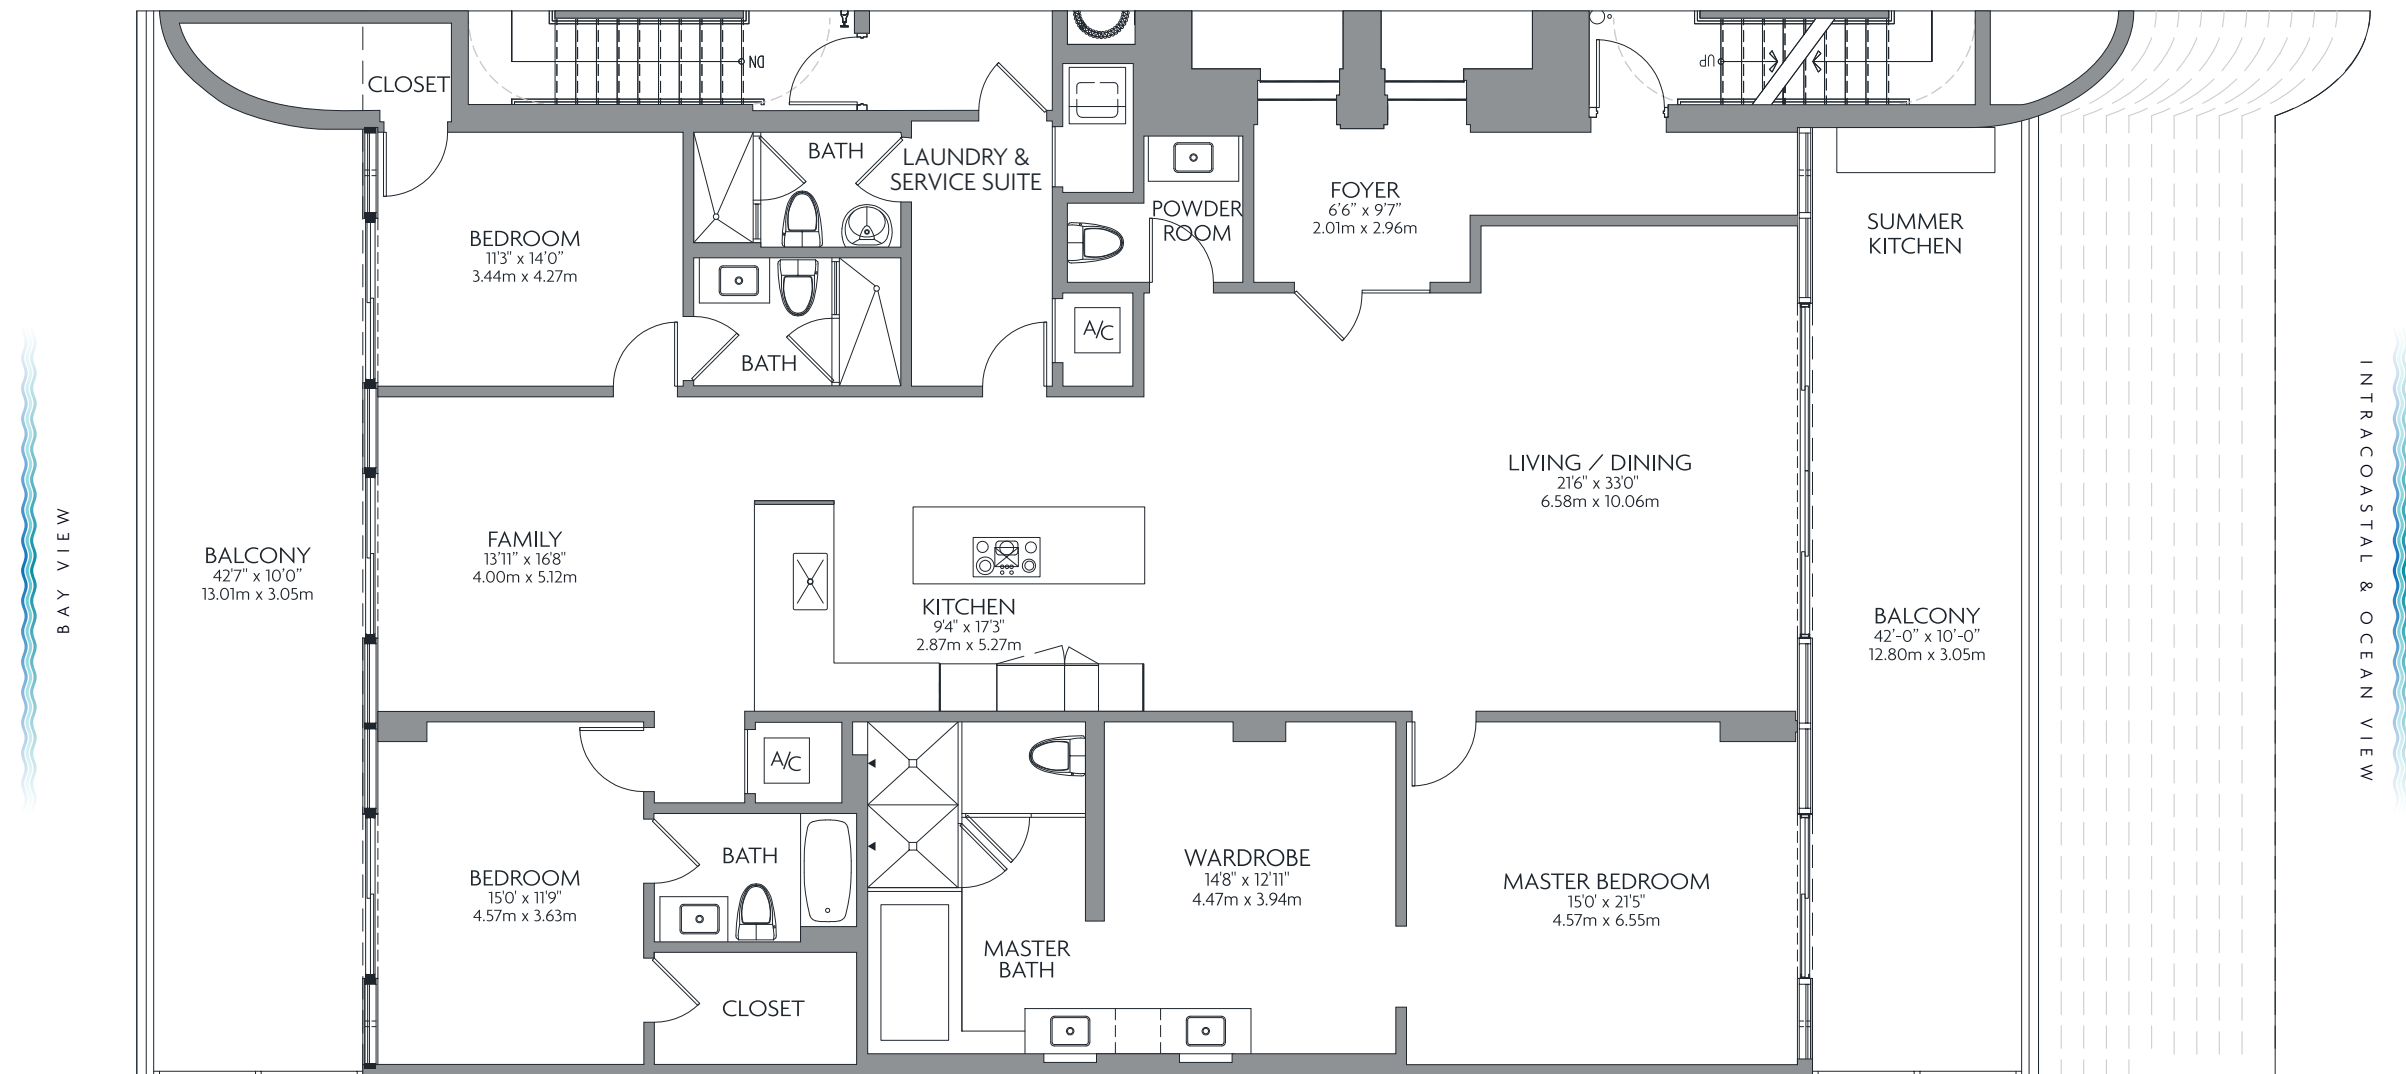 CLOSET
DN
UP
BATH
LAUNDRY &
SERVICE SUITE
POWDER
ROOM
FOYER
6'6" x 9'7"
2.01m x 2.96m
SUMMER
KITCHEN
BEDROOM
11'3" x 14'0"
3.44m x 4.27m
BATH
A/C
LIVING / DINING
21'6" x 33'0"
6.58m x 10.06m
BAY VIEW
BALCONY
42'7" x 10'0"
13.01m x 3.05m
FAMILY
13'11" x 16'8"
4.00m x 5.12m
KITCHEN
9'4" x 17'3"
2.87m x 5.27m
BALCONY
42'-0" x 10'-0"
12.80m x 3.05m
INTRACOASTAL & OCEAN VIEW
A/C
BEDROOM
15'0' x 11'9"
4.57m x 3.63m
BATH
CLOSET
MASTER
BATH
WARDROBE
14'8" x 12'11"
4.47m x 3.94m
MASTER BEDROOM
15'0' x 21'5"
4.57m x 6.55m